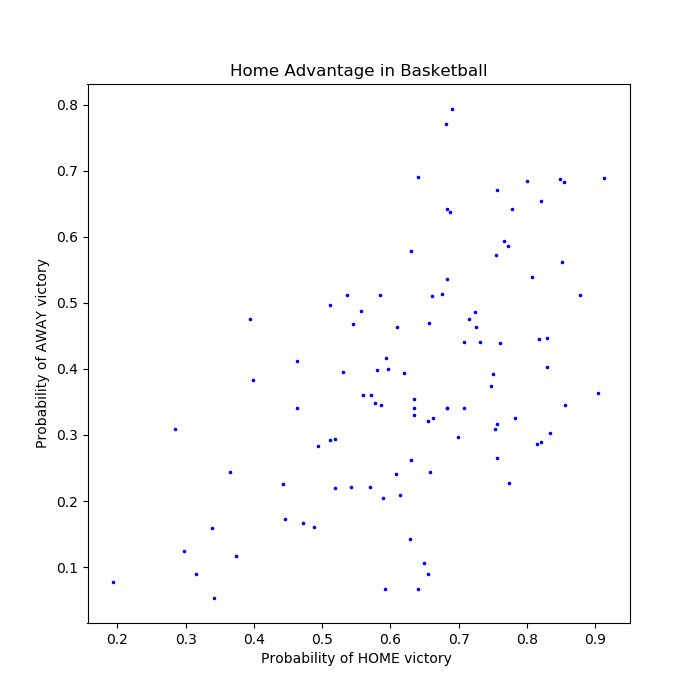 Home Advantage in Basketball
0.8
0.7
0.6
0.5
0.4
0.3
0.2
0.1
Probability of AWAY victory
0.2 0.3 0.4 0.5 0.6 0.7 0.8 0.9
Probability of HOME victory